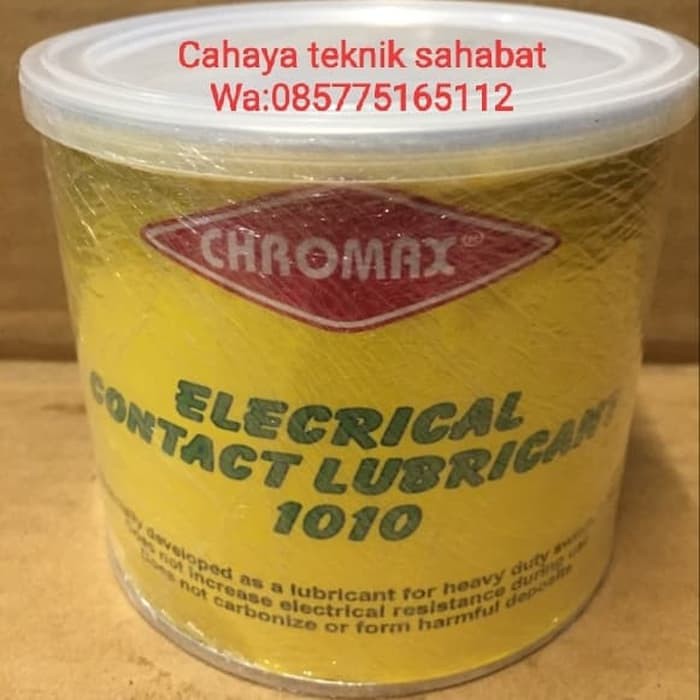 Cahaya teknik sahabat
Wa:085775165112
CHROMAX®
ELECRICAL
CONTACT LUBRICANT
1010
developed as a lubricant for heavy duty
Does not increase electrical resistance during
Does not carbonize or form harmful deposits